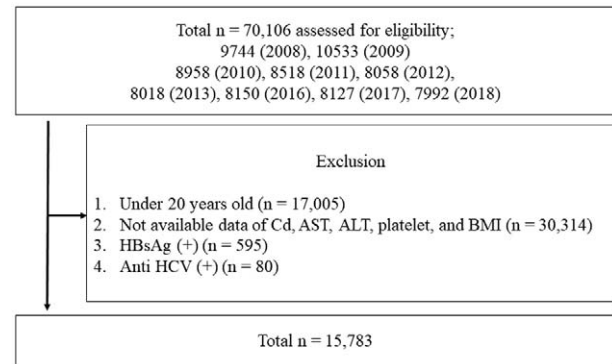 Total n = 70,106 assessed for eligibility;
9744 (2008), 10533 (2009)
8958 (2010), 8518 (2011), 8058 (2012),
8018 (2013), 8150 (2016), 8127 (2017), 7992 (2018)
Exclusion
1. Under 20 years old (n = 17,005)
2. Not available data of Cd, AST, ALT, platelet, and BMI (n = 30,314)
3. HBsAg (+) (n = 595)
4. Anti HCV (+) (n = 80)
Total n = 15,783